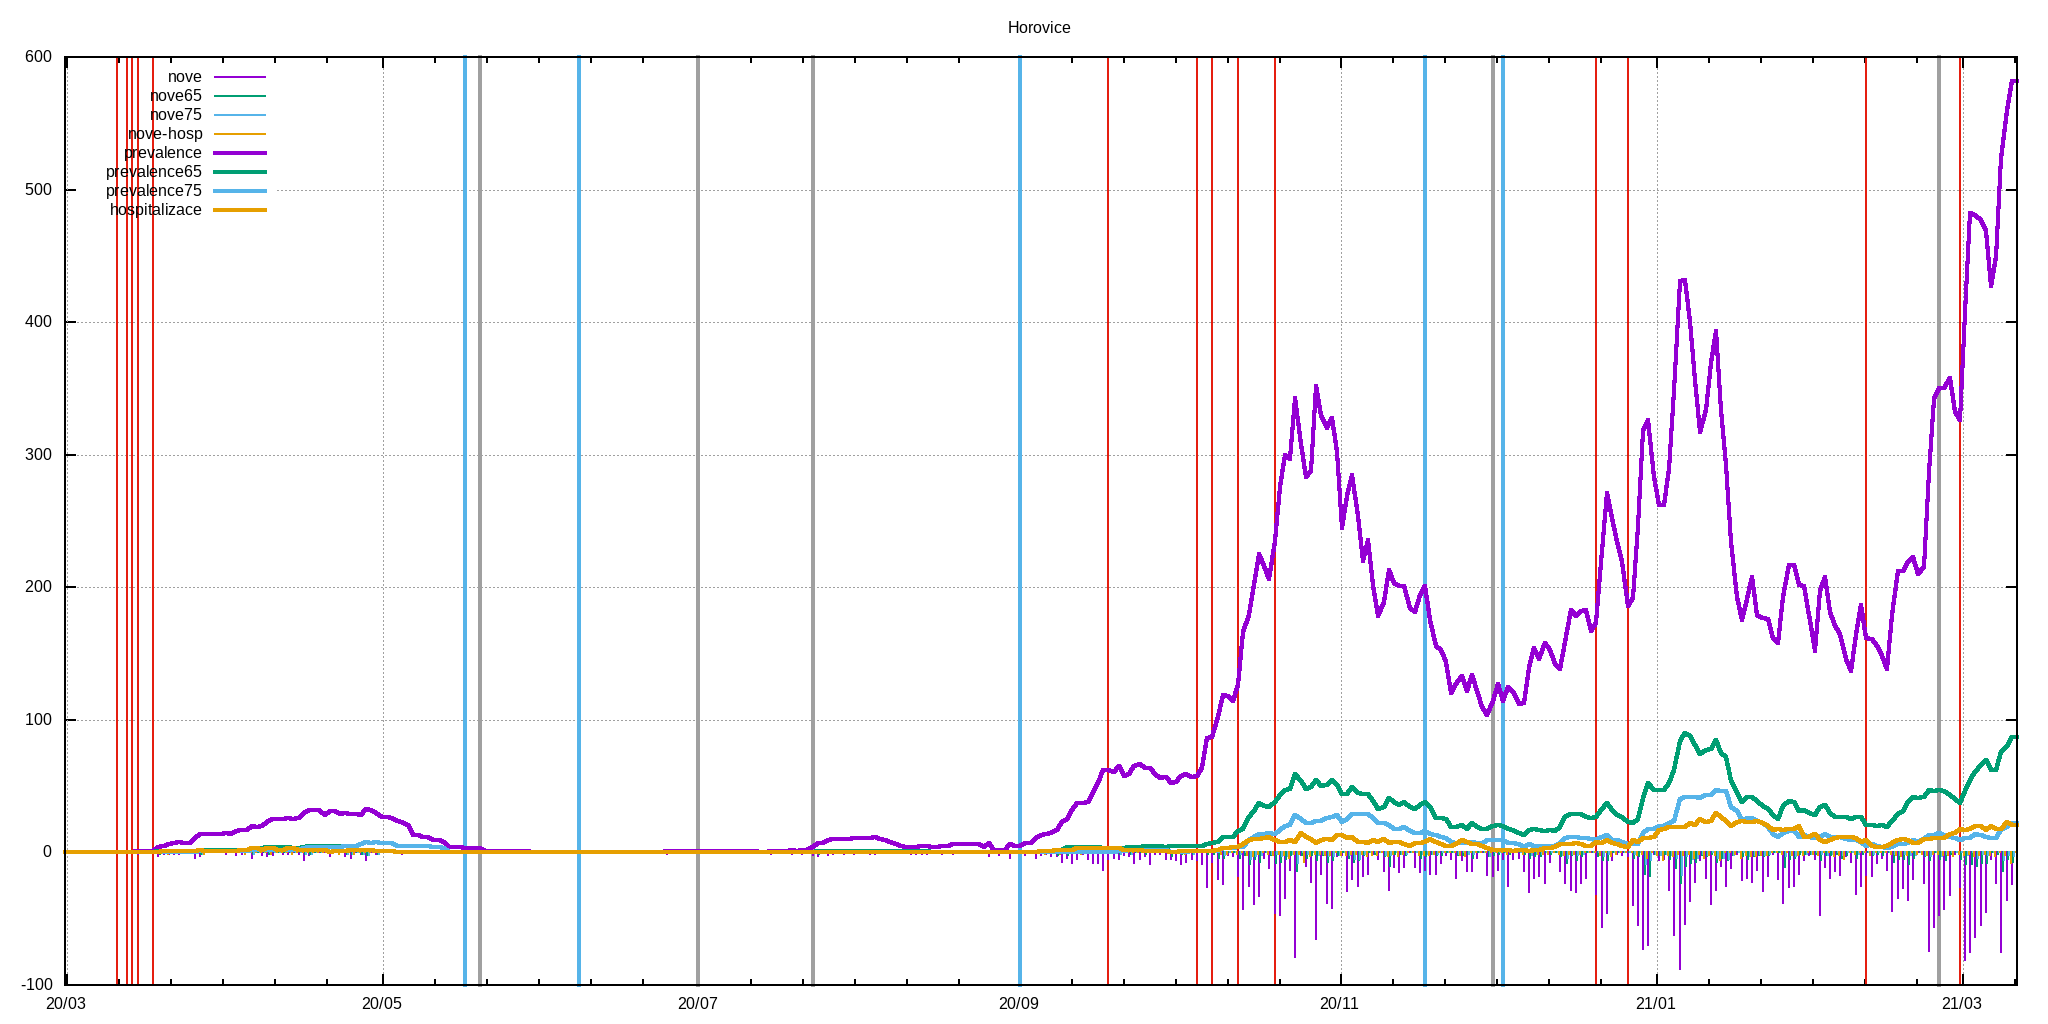 Horovice
600
500
400
300
200
100
0
-100
nove
nove65
nove75
nove-hosp
prevalence
prevalence65
prevalence75
hospitalizace
20/03 20/05 20/07 20/09 20/11 21/01 21/03